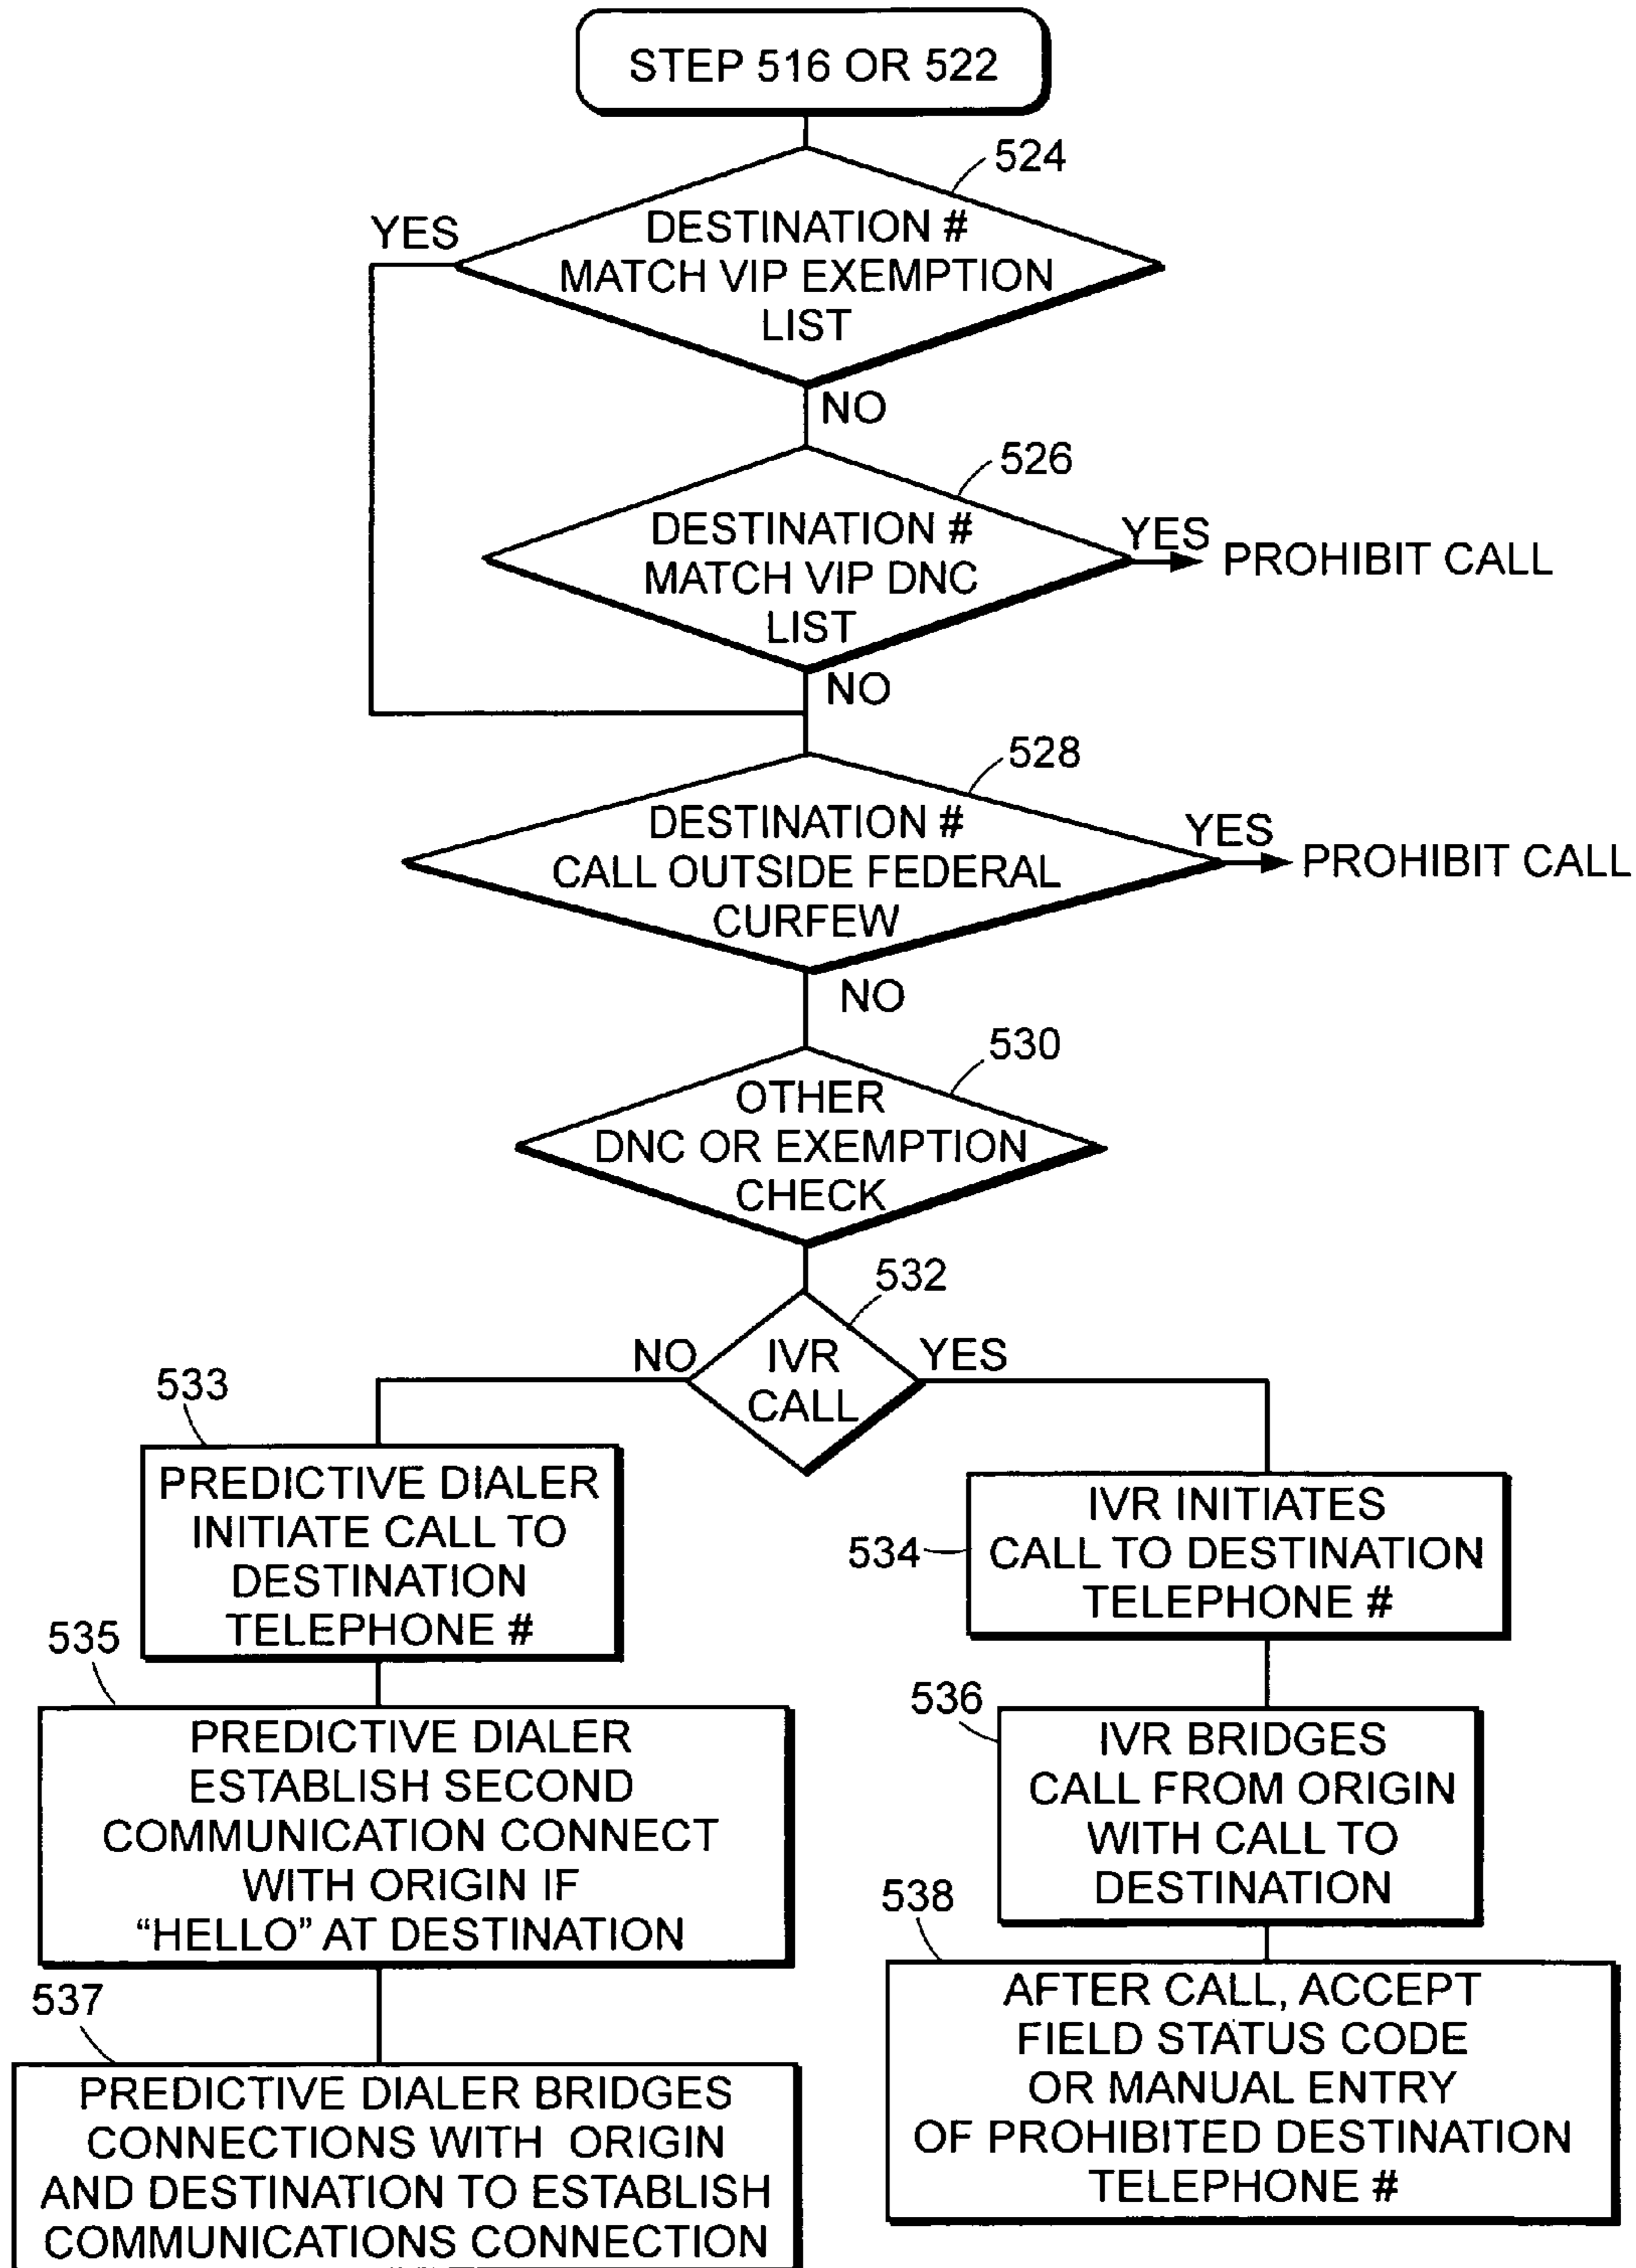 STEP 516 OR 522
524
YES
DESTINATION #
MATCH VIP EXEMPTION
LIST
NO
526
DESTINATION #
MATCH VIP DNC
LIST
YES
PROHIBIT CALL
NO
528
DESTINATION #
CALL OUTSIDE FEDERAL
CURFEW
YES
PROHIBIT CALL
NO
530
OTHER
DNC OR EXEMPTION
CHECK
532
NO
IVR
CALL
YES
533
PREDICTIVE DIALER
INITIATE CALL TO
DESTINATION
TELEPHONE #
534
IVR INITIATES
CALL TO DESTINATION
TELEPHONE #
535
PREDICTIVE DIALER
ESTABLISH SECOND
COMMUNICATION CONNECT
WITH ORIGIN IF
“HELLO” AT DESTINATION
536
IVR BRIDGES
CALL FROM ORIGIN
WITH CALL TO
DESTINATION
537
PREDICTIVE DIALER BRIDGES
CONNECTIONS WITH ORIGIN
AND DESTINATION TO ESTABLISH
COMMUNICATIONS CONNECTION
538
AFTER CALL, ACCEPT
FIELD STATUS CODE
OR MANUAL ENTRY
OF PROHIBITED DESTINATION
TELEPHONE #